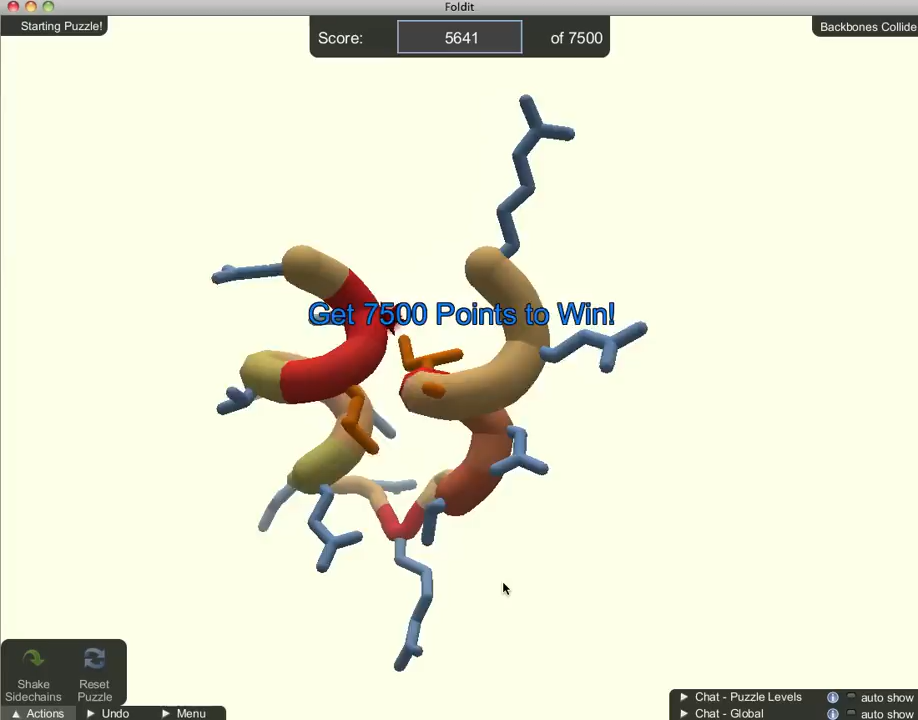 Foldit
Starting Puzzle!
Score: 5641 of 7500
Backbones Collide
Get 7500 Points to Win!
Shake Sidechains
Reset Puzzle
▲ Actions ▶ Undo ▶ Menu
▶ Chat - Puzzle Levels i auto show
▶ Chat - Global i auto show